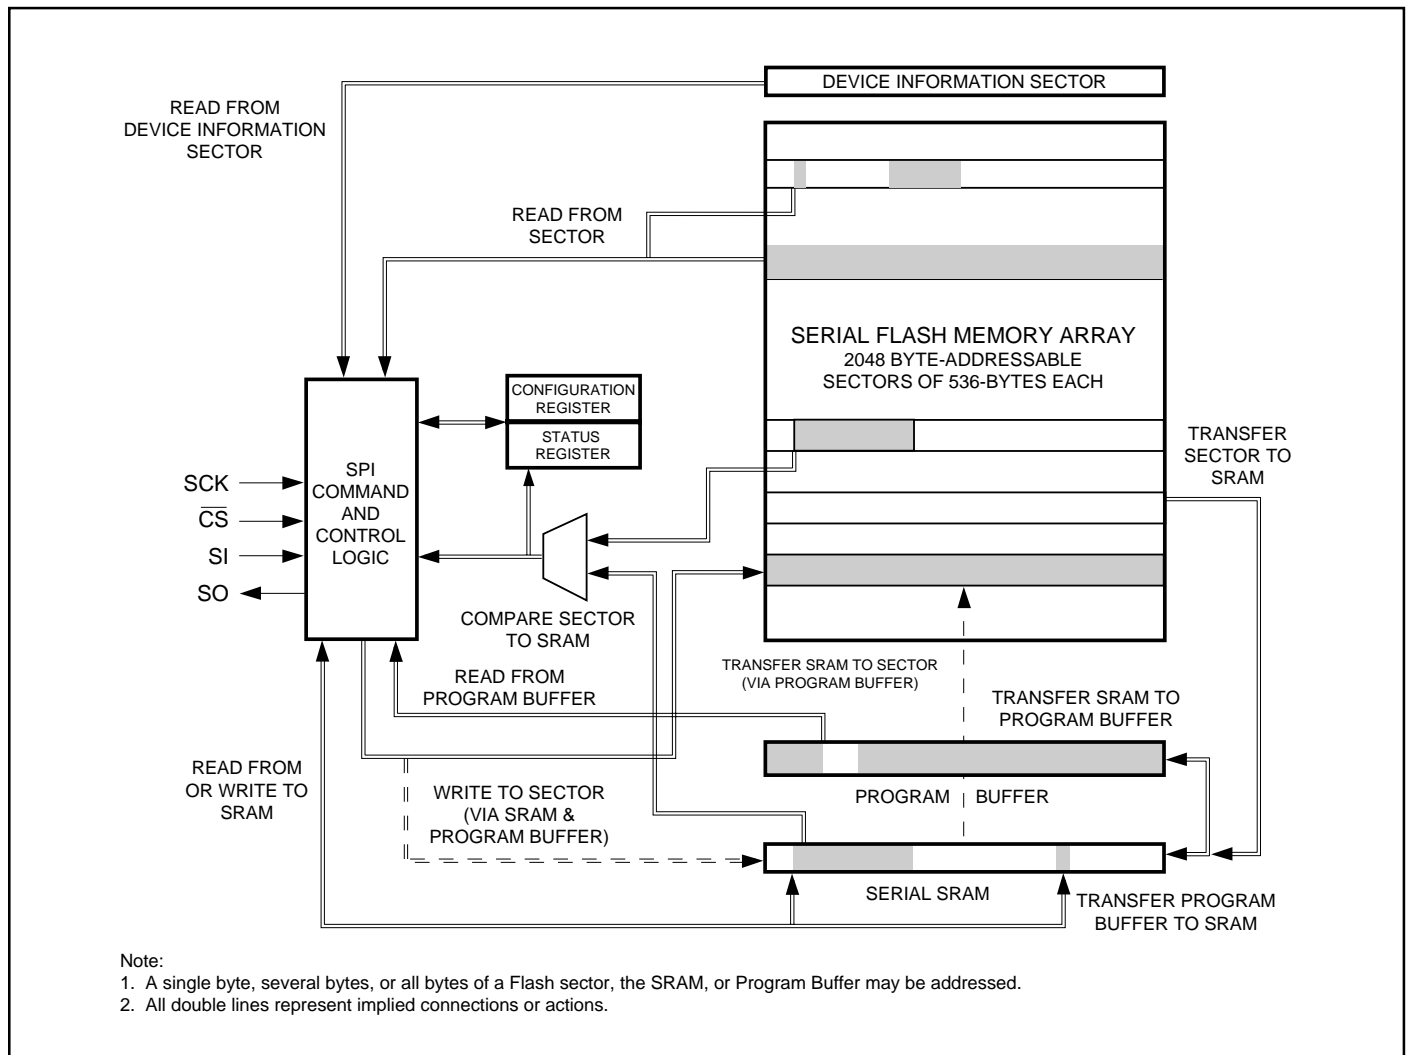 DEVICE INFORMATION SECTOR
READ FROM
DEVICE INFORMATION
SECTOR
READ FROM
SECTOR
SERIAL FLASH MEMORY ARRAY
2048 BYTE-ADDRESSABLE
SECTORS OF 536-BYTES EACH
CONFIGURATION
REGISTER
STATUS
REGISTER
TRANSFER
SECTOR TO
SRAM
SPI
COMMAND
AND
CONTROL
LOGIC
SCK
CS
SI
SO
COMPARE SECTOR
TO SRAM
READ FROM
PROGRAM BUFFER
TRANSFER SRAM TO SECTOR
(VIA PROGRAM BUFFER)
TRANSFER SRAM TO
PROGRAM BUFFER
READ FROM
OR WRITE TO
SRAM
WRITE TO SECTOR
(VIA SRAM &
PROGRAM BUFFER)
PROGRAM BUFFER
SERIAL SRAM
TRANSFER PROGRAM
BUFFER TO SRAM
Note:
1. A single byte, several bytes, or all bytes of a Flash sector, the SRAM, or Program Buffer may be addressed.
2. All double lines represent implied connections or actions.